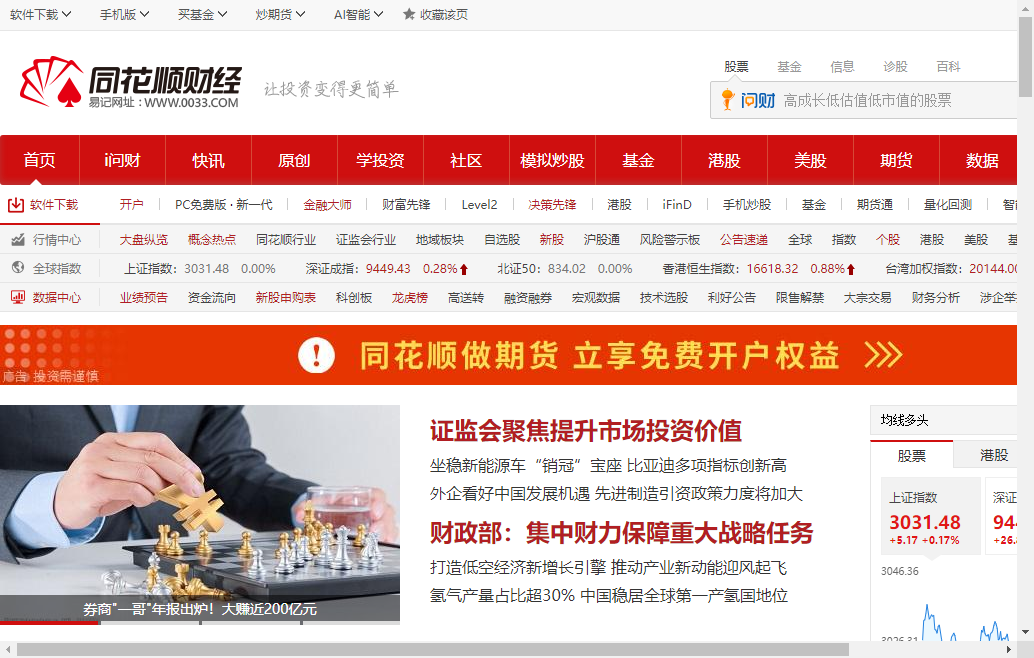 软件下载 手机版 买基金 炒期货 AI智能 收藏该页
股票 基金 信息 诊股 百科
同花顺财经
易记网址：WWW.0033.COM
让投资变得更简单
问财 高成长低估值低市值的股票
首页 i问财 快讯 原创 学投资 社区 模拟炒股 基金 港股 美股 期货 数据
软件下载 开户 PC免费版·新一代 金融大师 财富先锋 Level2 决策先锋 港股 iFinD 手机炒股 基金 期货通 量化回测
行情中心 大盘纵览 概念热点 同花顺行业 证监会行业 地域板块 自选股 新股 沪股通 风险警示板 公告速递 全球 指数 个股 港股 美股
全球指数 上证指数：3031.48 0.00% 深证成指：9449.43 0.28% 北证50：834.02 0.00% 香港恒生指数：16618.32 0.88% 台湾加权指数：20144.0
数据中心 业绩预告 资金流向 新股申购表 科创板 龙虎榜 高送转 融资融券 宏观数据 技术选股 利好公告 限售解禁 大宗交易 财务分析 涉企举
同花顺做期货 立享免费开户权益
广告 投资需谨慎
证监会聚焦提升市场投资价值
坐稳新能源车“销冠”宝座 比亚迪多项指标创新高
外企看好中国发展机遇 先进制造引资政策力度将加大
财政部：集中财力保障重大战略任务
打造低空经济新增长引擎 推动产业新动能迎风起飞
氢气产量占比超30% 中国稳居全球第一产氢国地位
券商"一哥"年报出炉！大赚近200亿元
均线多头
股票 港股
上证指数 深证
3031.48 94
+5.17 +0.17% +26.
3046.36